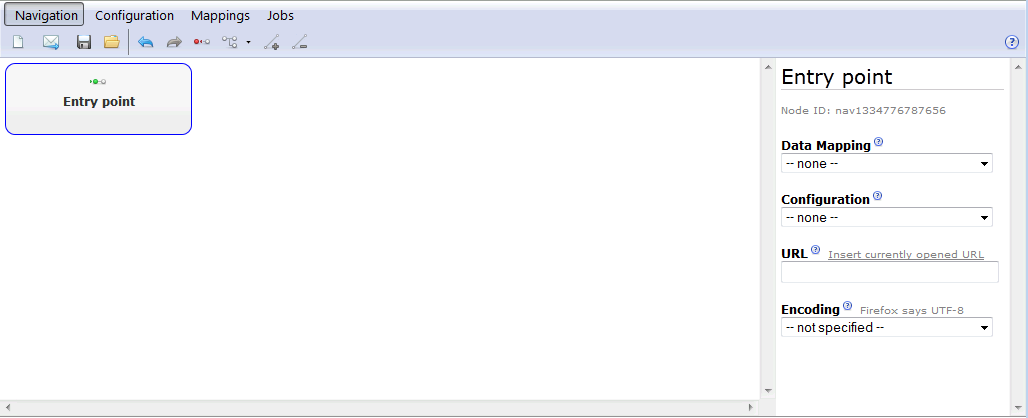 Navigation Configuration Mappings Jobs
Entry point
Entry point
Node ID: nav1334776787656
Data Mapping ?
-- none --
Configuration ?
-- none --
URL ? Insert currently opened URL
Encoding ? Firefox says UTF-8
-- not specified --